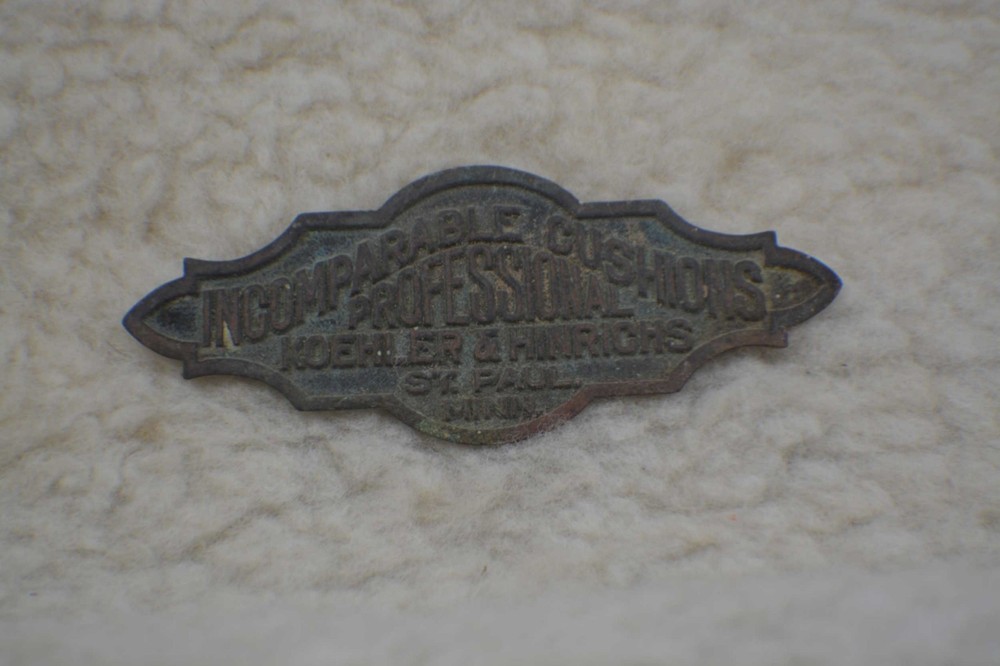 INCOMPARABLE CUSHIONS
PROFESSIONAL
KOEHLER & HINRICHS
ST. PAUL.
MINN.